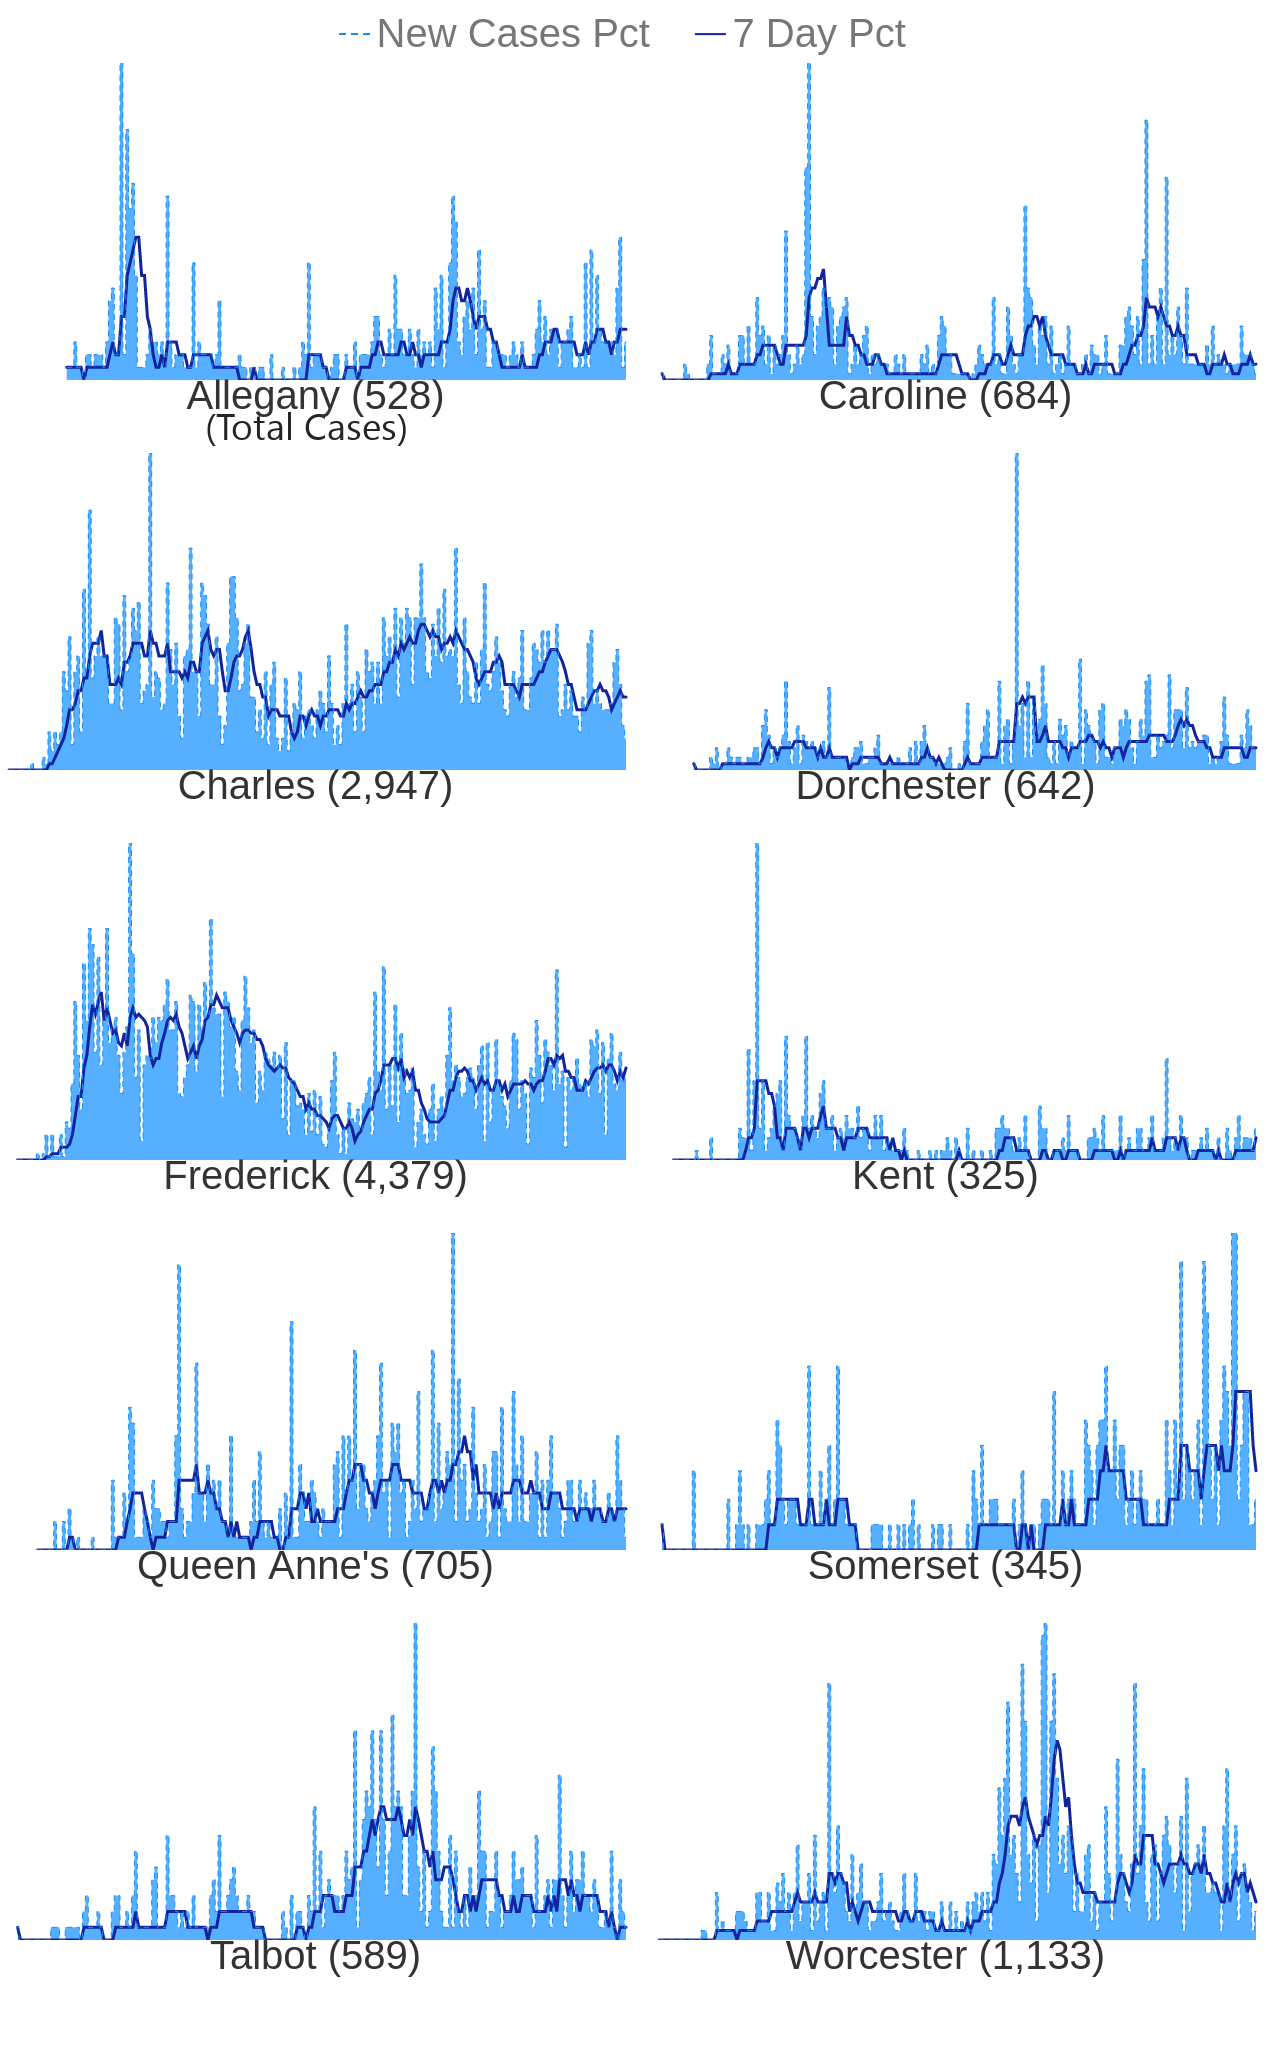 New Cases Pct 7 Day Pct
Allegany (528) Caroline (684)
(Total Cases)
Charles (2,947) Dorchester (642)
Frederick (4,379) Kent (325)
Queen Anne's (705) Somerset (345)
Talbot (589) Worcester (1,133)